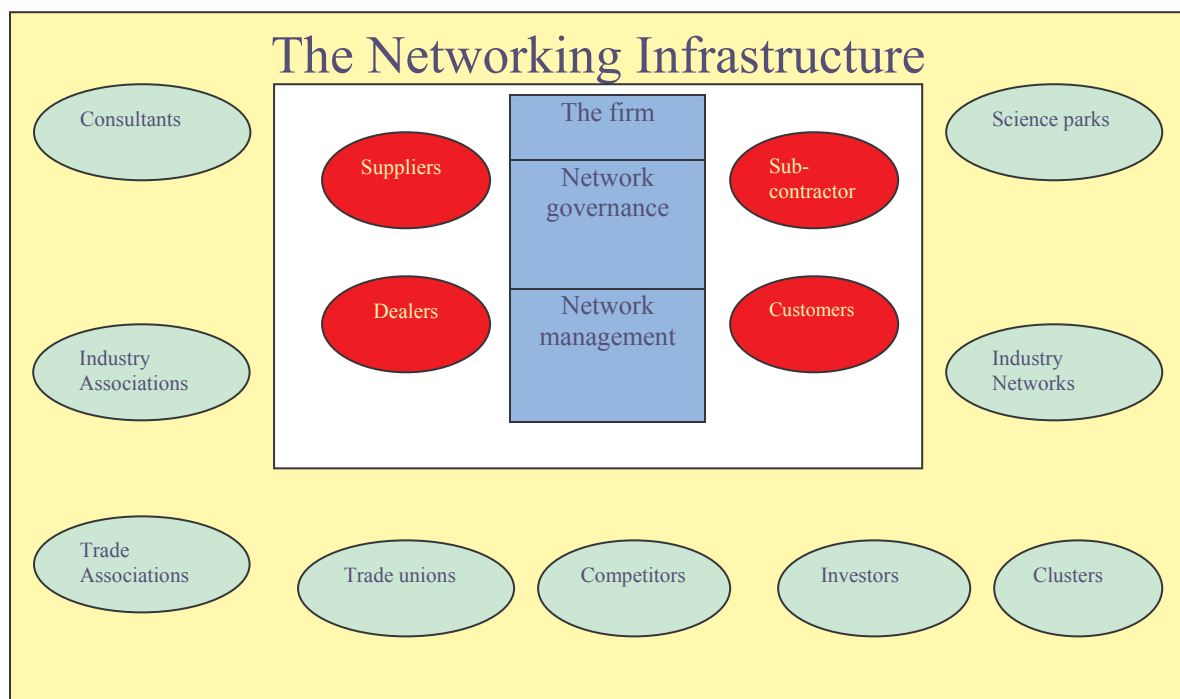 The Networking Infrastructure
Consultants
Suppliers
The firm
Network
governance
Network
management
Sub-
contractor
Science parks
Dealers
Customers
Industry
Associations
Industry
Networks
Trade
Associations
Trade unions
Competitors
Investors
Clusters